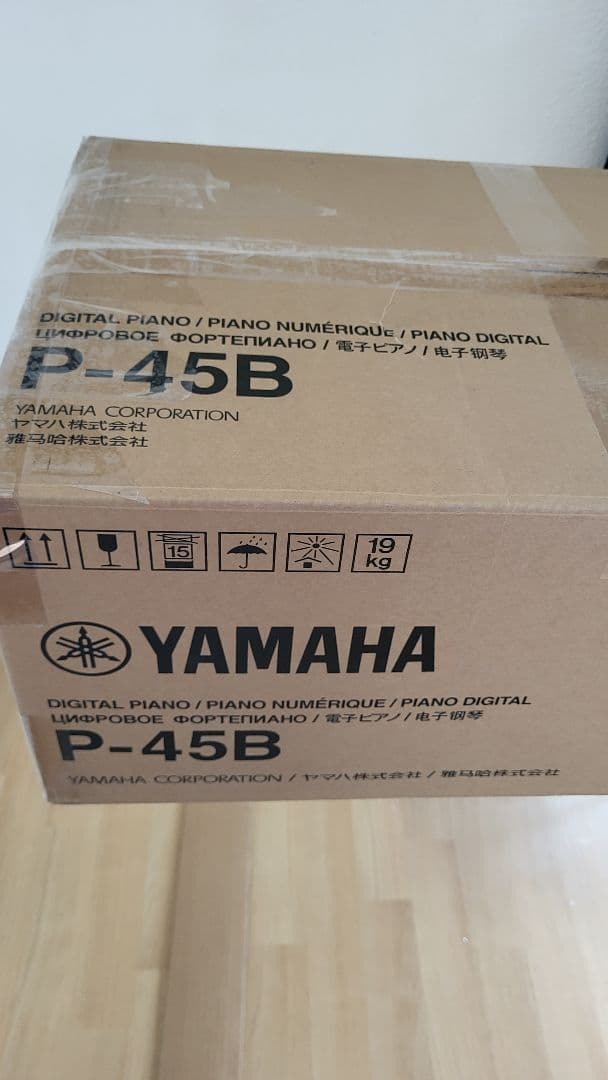 DIGITAL PIANO / PIANO NUMÉRIQUE / PIANO DIGITAL
ЦИФРОВОЕ ФОРТЕПИАНО / 電子ピアノ / 电子钢琴
P-45B
YAMAHA CORPORATION
ヤマハ株式会社
雅马哈株式会社
15
19
kg
YAMAHA
DIGITAL PIANO / PIANO NUMÉRIQUE / PIANO DIGITAL
ЦИФРОВОЕ ФОРТЕПИАНО / 電子ピアノ / 电子钢琴
P-45B
YAMAHA CORPORATION / ヤマハ株式会社 / 雅马哈株式会社